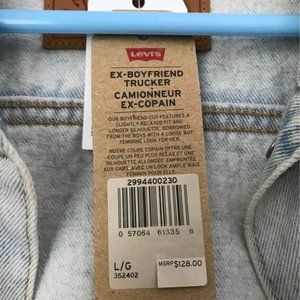 LEVI'S
EX-BOYFRIEND
TRUCKER
CAMIONNEUR
EX-COPAIN
OUR BOYFRIEND CUT FEATURES A
SLIGHTLY RELAXED FIT AND
LONGER SILHOUETTE. BORROWED
FROM THE BOYS WITH A LOOSE BUT
FEMININE LOOK FOR HER.
NOTRE COUPE COPAIN OFFRE UNE
COUPE UN PEU PLUS RELAX ET UNE
SILHOUETTE ALLONGÉE. EMPRUNTÉE
AUX GARS, AVEC UN LOOK AMPLE MAIS
FÉMININ POUR ELLE.
2994400230
0 57064 61335 6
L/G
352402
MSRP $128.00